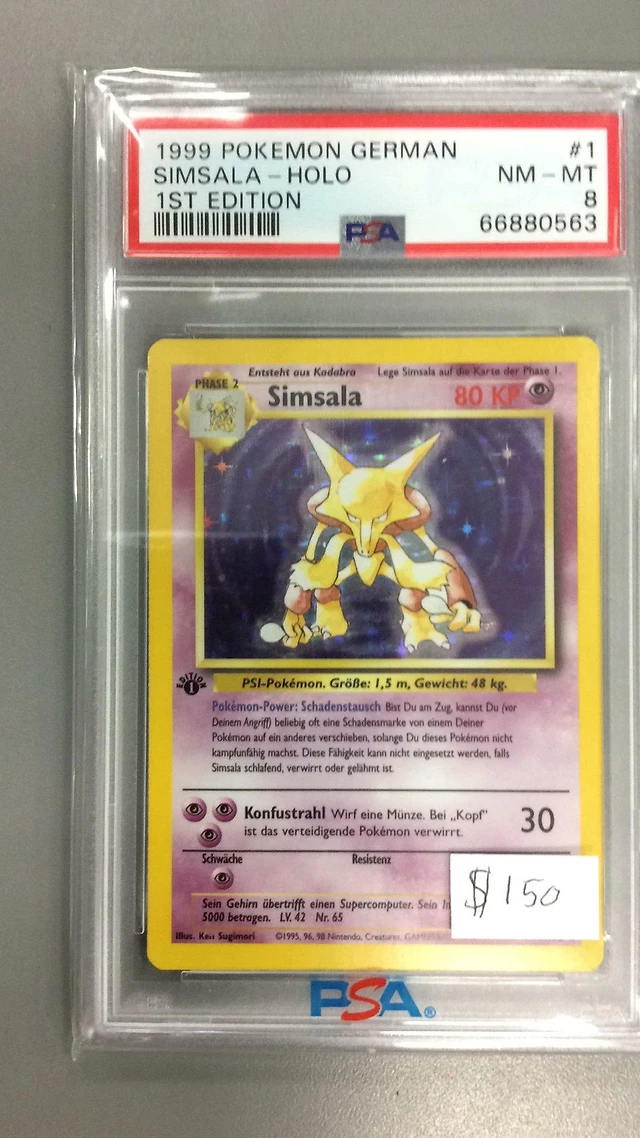 1999 POKEMON GERMAN #1
SIMSALA - HOLO NM - MT
1ST EDITION 8
PSA 66880563
Entsteht aus Kadabra Lege Simsala auf die Karte der Phase 1.
PHASE 2
Simsala 80 KP
EDITION
1
PSI-Pokémon. Größe: 1,5 m, Gewicht: 48 kg.
Pokémon-Power: Schadenstausch Bist Du am Zug, kannst Du (vor
Deinem Angriff) beliebig oft eine Schadensmarke von einem Deiner
Pokémon auf ein anderes verschieben, solange Du dieses Pokémon nicht
kampfunfähig machst. Diese Fähigkeit kann nicht eingesetzt werden, falls
Simsala schlafend, verwirrt oder gelähmt ist.
Konfustrahl Wirf eine Münze. Bei „Kopf"
ist das verteidigende Pokémon verwirrt.
30
Schwäche Resistenz
$150
Sein Gehirn übertrifft einen Supercomputer. Sein
5000 betragen. LV. 42 Nr. 65
Illus. Ken Sugimori ©1995, 96, 98 Nintendo, Creatures,
PSA®